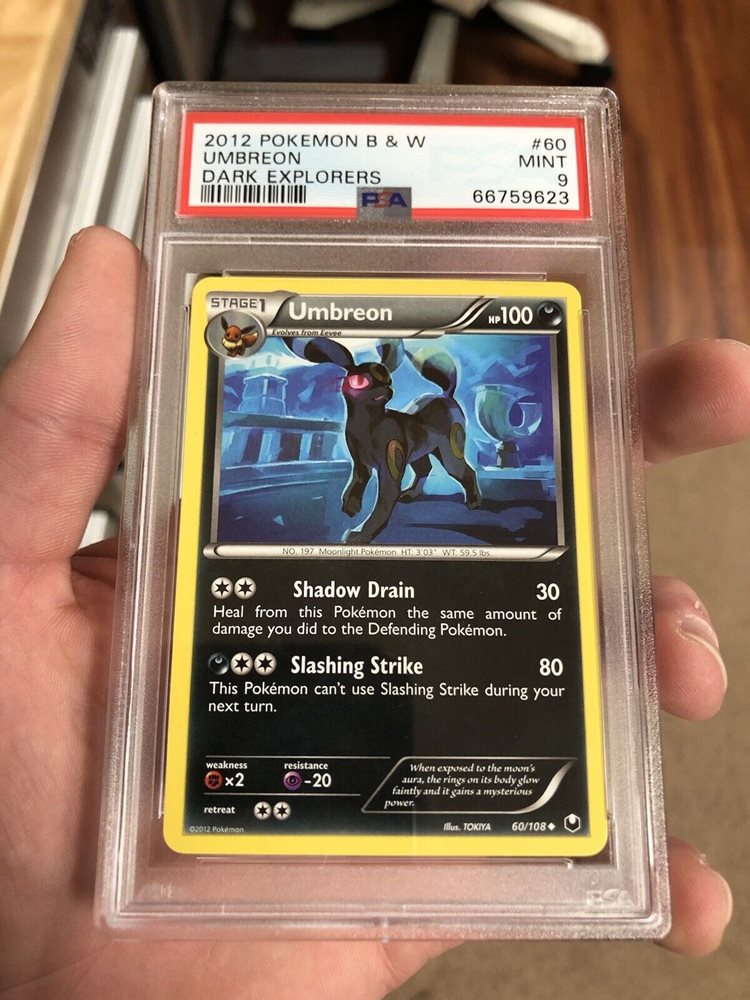 2012 POKEMON B & W #60
UMBREON MINT
DARK EXPLORERS 9
PSA 66759623
STAGE1 Umbreon HP100
Evolves from Eevee
NO. 197 Moonlight Pokémon HT: 3'03" WT: 59.5 lbs.
Shadow Drain 30
Heal from this Pokémon the same amount of
damage you did to the Defending Pokémon.
Slashing Strike 80
This Pokémon can't use Slashing Strike during your
next turn.
weakness resistance
×2 -20
retreat
When exposed to the moon's
aura, the rings on its body glow
faintly and it gains a mysterious
power.
©2012 Pokémon Illus. TOKIYA 60/108
PSA